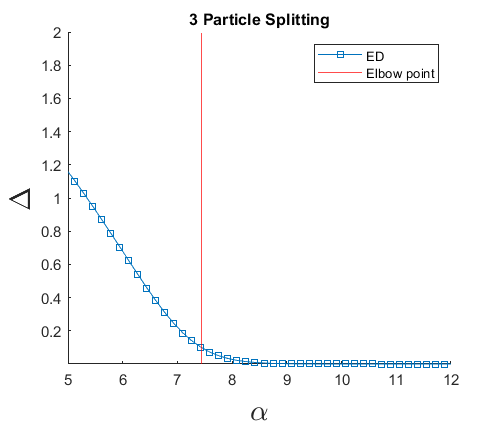 3 Particle Splitting
ED
Elbow point
2
1.8
1.6
1.4
1.2
1
0.8
0.6
0.4
0.2
Δ
5 6 7 8 9 10 11 12
α